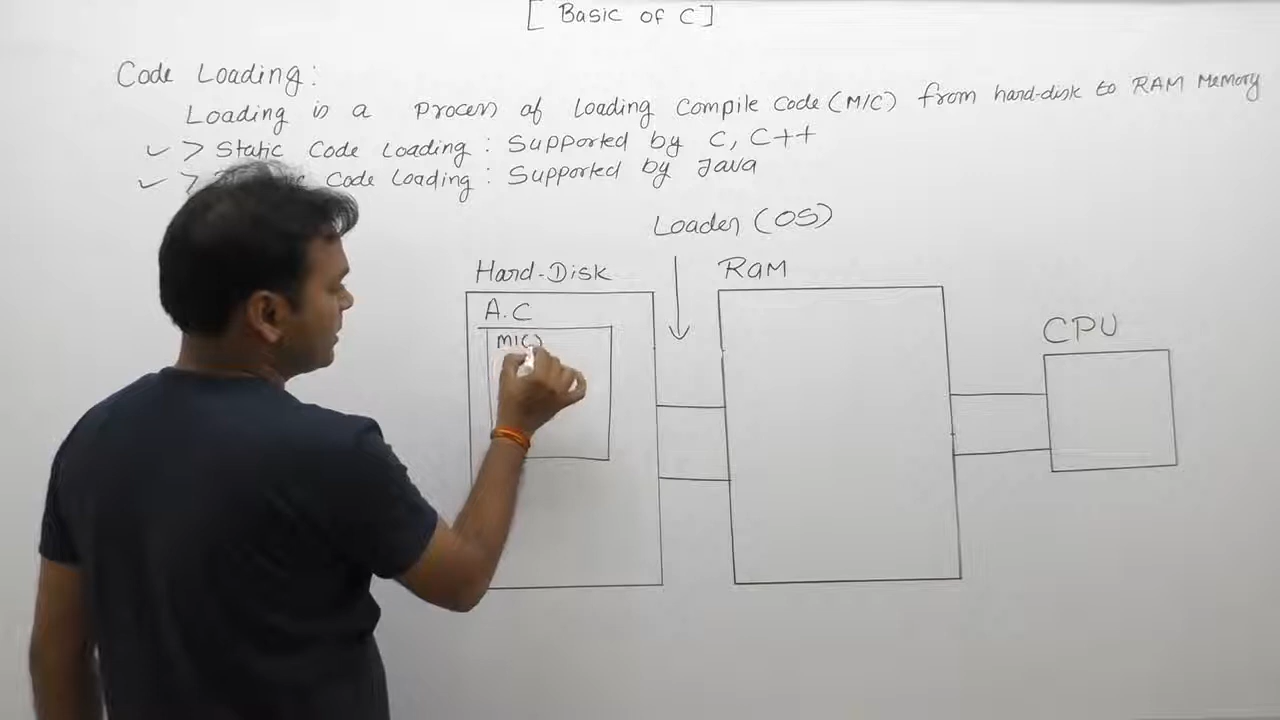 [ Basic of C ]
Code Loading:
Loading is a process of loading compile code (M/C) from hard-disk to RAM Memory
> Static Code Loading: Supported by C, C++
> Code Loading: Supported by Java
Loader (OS)
Hard-Disk
RAM
A.C
M/C
CPU